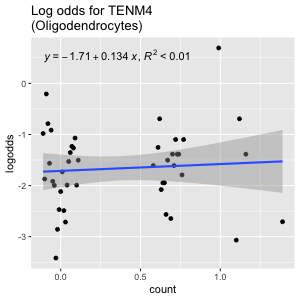 Log odds for TENM4
(Oligodendrocytes)
y = −1.71 + 0.134 x, R² < 0.01
logodds
0
-1
-2
-3
0.0 0.5 1.0
count